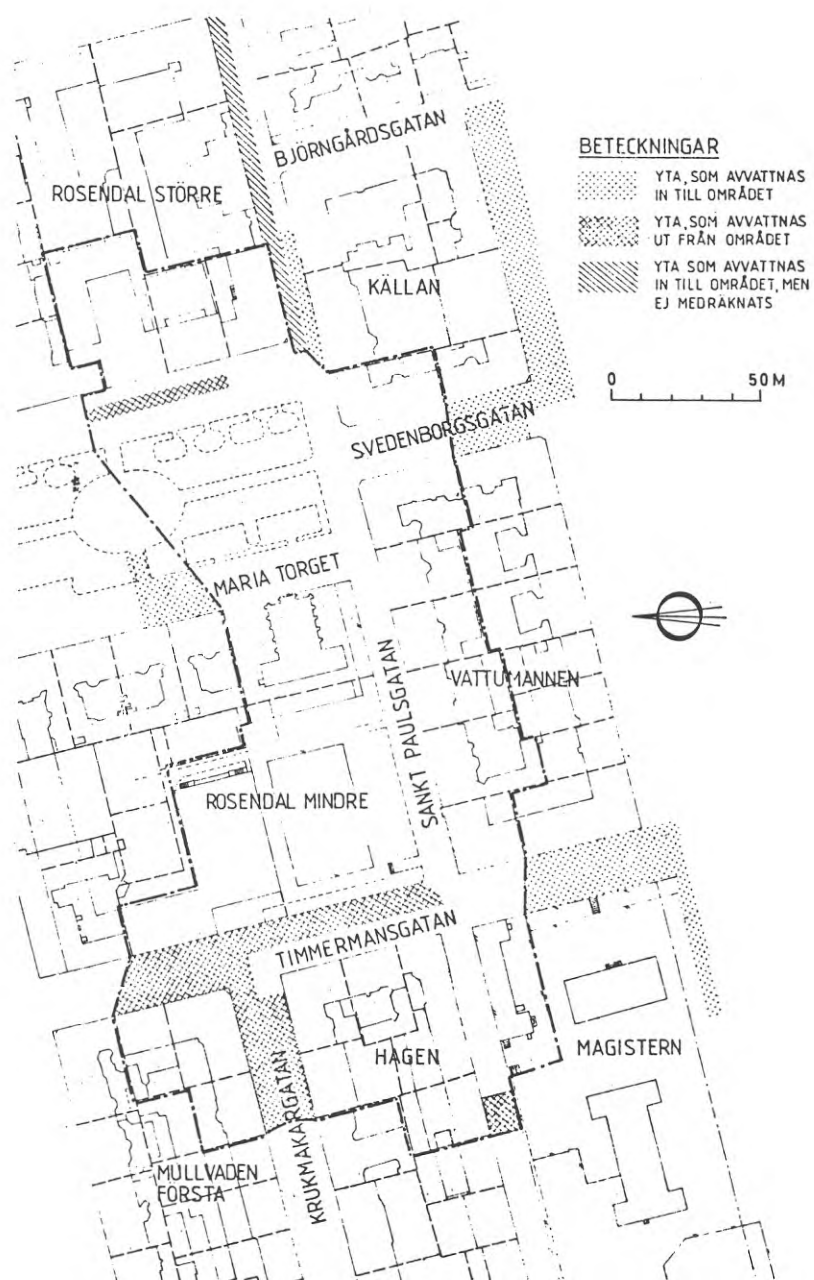 BJÖRNGÅRDSGATAN
ROSENDAL STÖRRE
KÄLLAN
BETECKNINGAR
YTA, SOM AVVATTNAS
IN TILL OMRÅDET
YTA, SOM AVVATTNAS
UT FRÅN OMRÅDET
YTA SOM AVVATTNAS
IN TILL OMRÅDET, MEN
EJ MEDRÄKNATS
0 50 M
SVEDENBORGSGATAN
MARIA TORGET
SANKT PAULSGATAN
VATTUMANNEN
ROSENDAL MINDRE
TIMMERMANSGATAN
HAGEN
MAGISTERN
KRUKMAKARGATAN
MULLVADEN
FÖRSTA